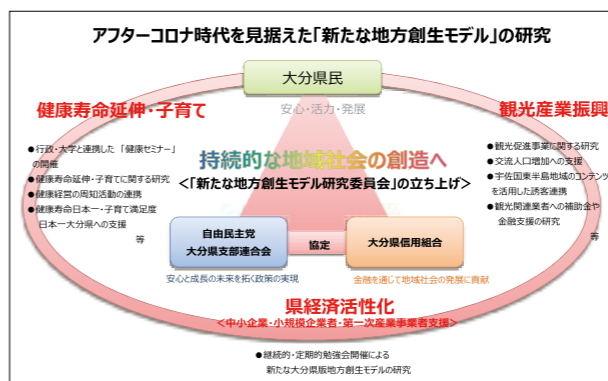 アフターコロナ時代を見据えた「新たな地方創生モデル」の研究
大分県民
安心・活力・発展
健康寿命延伸・子育て
●行政・大学と連携した「健康セミナー」
の開催
●健康寿命延伸・子育てに関する研究
●健康経営の周知活動の連携
●健康寿命日本一・子育て満足度
日本一大分県への支援
等
観光産業振興
●観光促進事業に関する研究
●交流人口増加への支援
●宇佐国東半島地域のコンテンツ
を活用した誘客連携
●観光関連業者への補助金や
金融支援の研究
等
持続的な地域社会の創造へ
<「新たな地方創生モデル研究委員会」の立ち上げ>
自由民主党
大分県支部連合会
協定
大分県信用組合
安心と成長の未来を拓く政策の実現
金融を通じて地域社会の発展に貢献
県経済活性化
<中小企業・小規模企業者・第一次産業事業者支援>
●継続的・定期的勉強会開催による
新たな大分県版地方創生モデルの研究